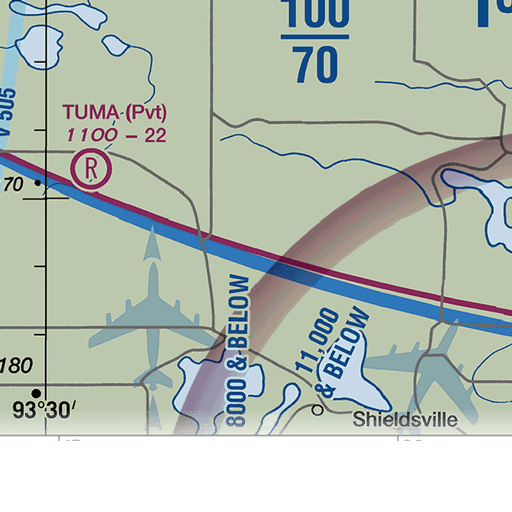 100
70
V 505
TUMA (Pvt)
1100 – 22
R
70
8000 & BELOW
11,000
& BELOW
180
93°30'
Shieldsville